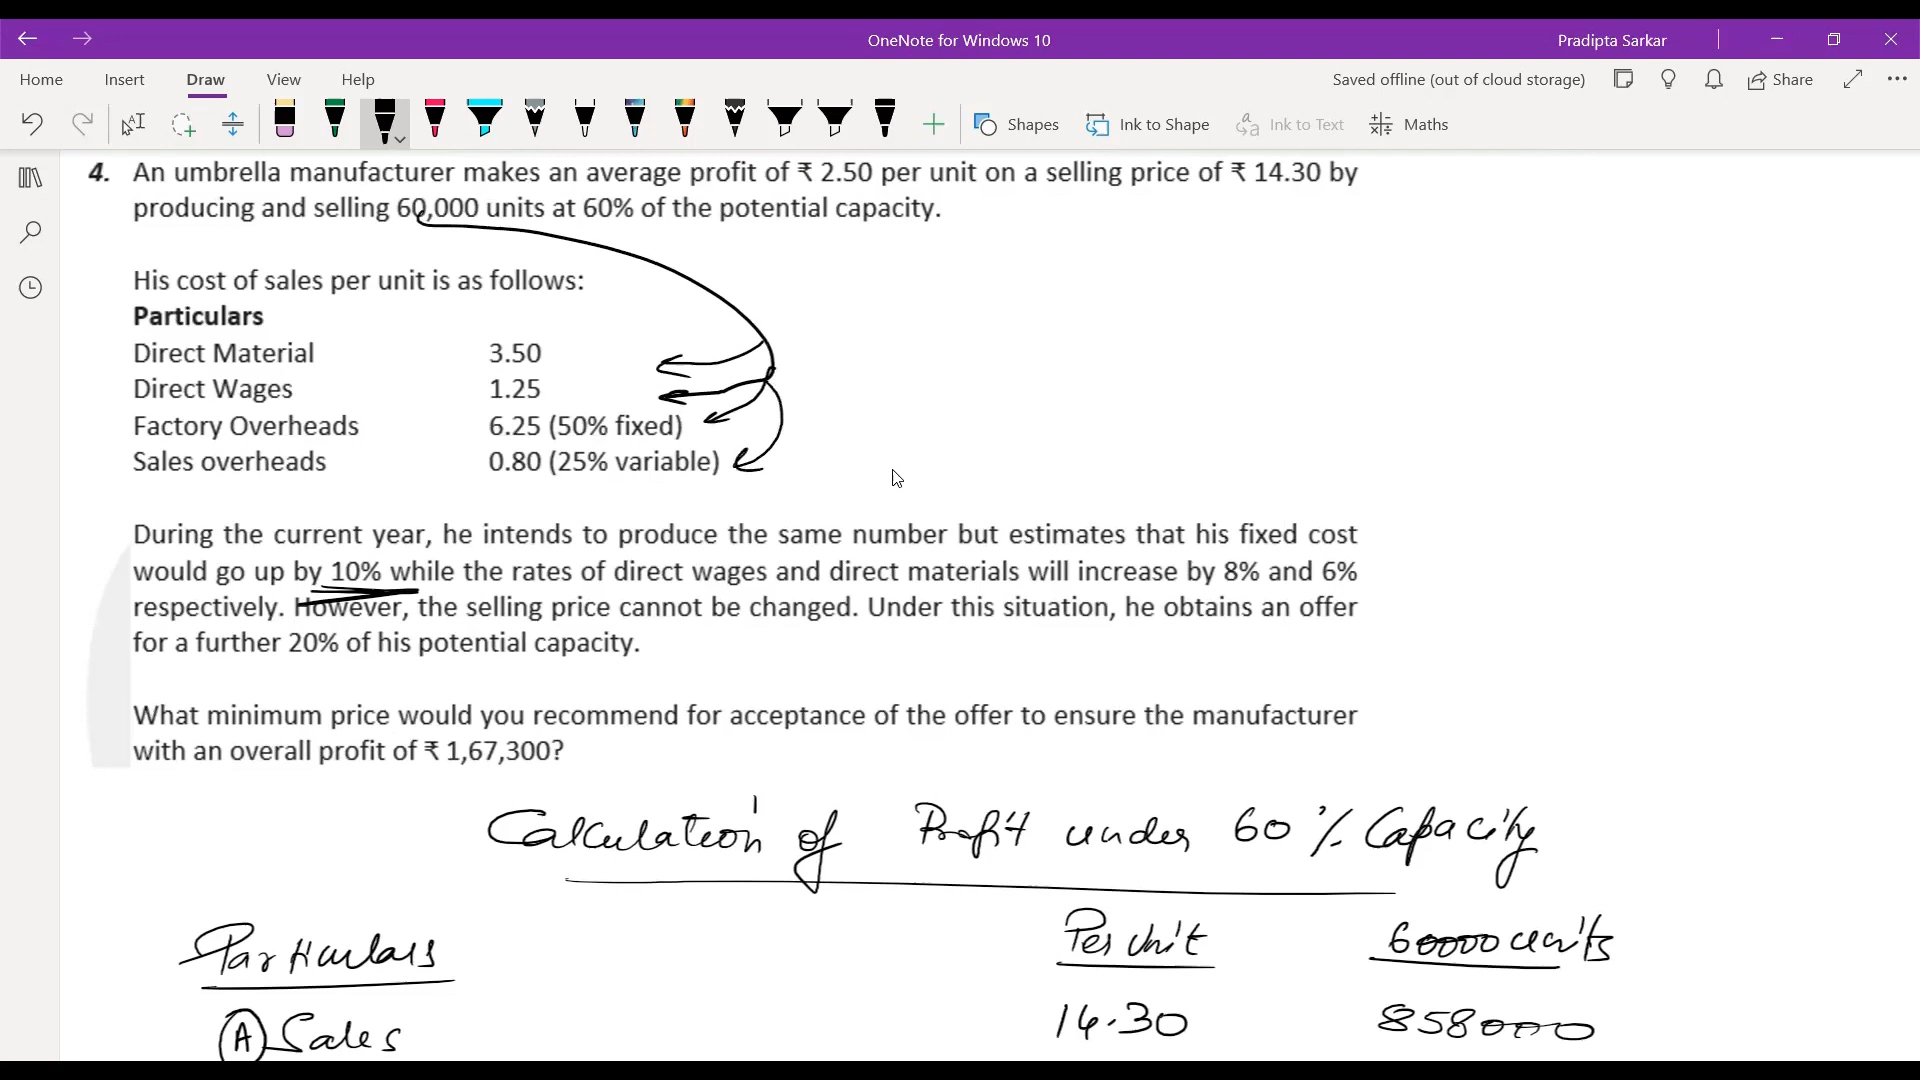 OneNote for Windows 10
Pradipta Sarkar
Home Insert Draw View Help
Saved offline (out of cloud storage)
Share
Shapes
Ink to Shape
Ink to Text
Maths
4. An umbrella manufacturer makes an average profit of ₹ 2.50 per unit on a selling price of ₹ 14.30 by
producing and selling 60,000 units at 60% of the potential capacity.
His cost of sales per unit is as follows:
Particulars
Direct Material 3.50
Direct Wages 1.25
Factory Overheads 6.25 (50% fixed)
Sales overheads 0.80 (25% variable)
During the current year, he intends to produce the same number but estimates that his fixed cost
would go up by 10% while the rates of direct wages and direct materials will increase by 8% and 6%
respectively. However, the selling price cannot be changed. Under this situation, he obtains an offer
for a further 20% of his potential capacity.
What minimum price would you recommend for acceptance of the offer to ensure the manufacturer
with an overall profit of ₹ 1,67,300?
Calculation of Profit under 60% Capacity
Particulars Per Unit 60000 units
A Sales 14.30 858000